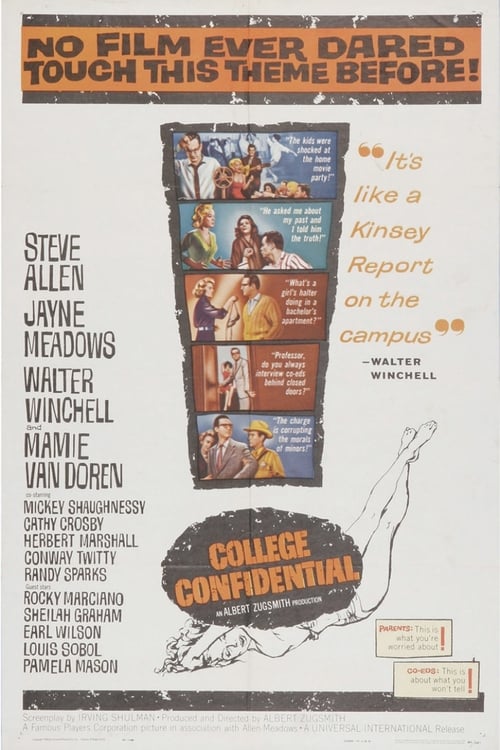 NO FILM EVER DARED
TOUCH THIS THEME BEFORE!
"The kids were
shocked at
the home
movie
party!"
"He asked me about
my past and
I told him
the truth!"
"What's a
girl's halter
doing in a
bachelor's
apartment?"
"Professor,
do you always
interview co-eds
behind closed
doors?"
"The charge
is corrupting
the morals
of minors!"
"It's
like a
Kinsey
Report
on the
campus"
—WALTER
WINCHELL
STEVE
ALLEN
JAYNE
MEADOWS
WALTER
WINCHELL
and
MAMIE
VAN DOREN
co-starring
MICKEY SHAUGHNESSY
CATHY CROSBY
HERBERT MARSHALL
CONWAY TWITTY
RANDY SPARKS
Guest stars
ROCKY MARCIANO
SHEILAH GRAHAM
EARL WILSON
LOUIS SOBOL
PAMELA MASON
COLLEGE
CONFIDENTIAL
AN ALBERT ZUGSMITH PRODUCTION
PARENTS: This is
what you're
worried about!
CO-EDS: This is
about what you
won't tell!
Screenplay by IRVING SHULMAN • Produced and Directed by ALBERT ZUGSMITH
A Famous Players Corporation picture in association with Allen-Meadows • A UNIVERSAL-INTERNATIONAL Release